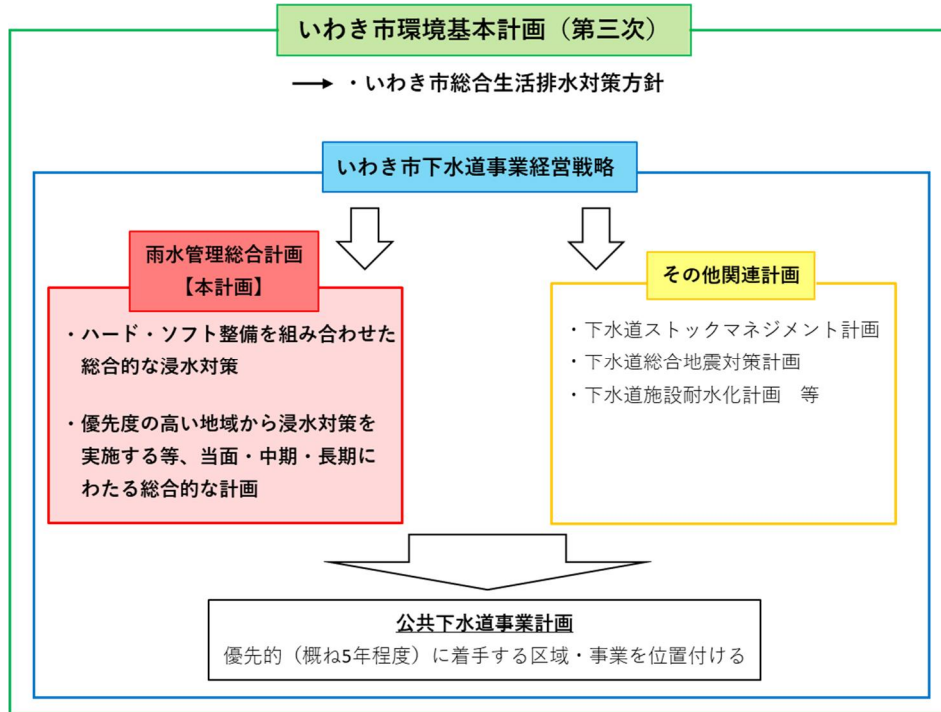 いわき市環境基本計画（第三次）
→ ・いわき市総合生活排水対策方針
いわき市下水道事業経営戦略
雨水管理総合計画
【本計画】
・ハード・ソフト整備を組み合わせた
総合的な浸水対策
・優先度の高い地域から浸水対策を
実施する等、当面・中期・長期に
わたる総合的な計画
その他関連計画
・下水道ストックマネジメント計画
・下水道総合地震対策計画
・下水道施設耐水化計画　等
公共下水道事業計画
優先的（概ね5年程度）に着手する区域・事業を位置付ける